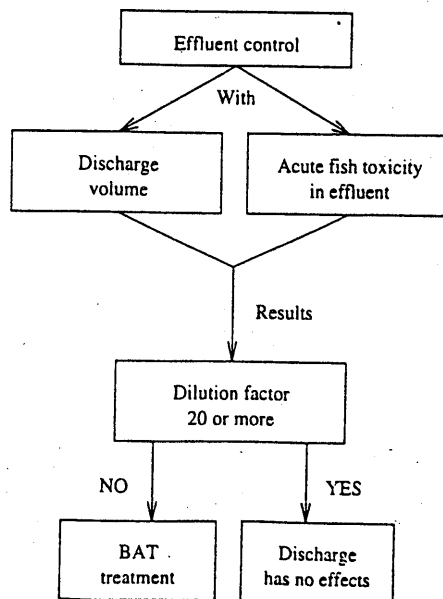 Effluent control
With
Discharge
volume
Acute fish toxicity
in effluent
Results
Dilution factor
20 or more
NO
YES
BAT
treatment
Discharge
has no effects